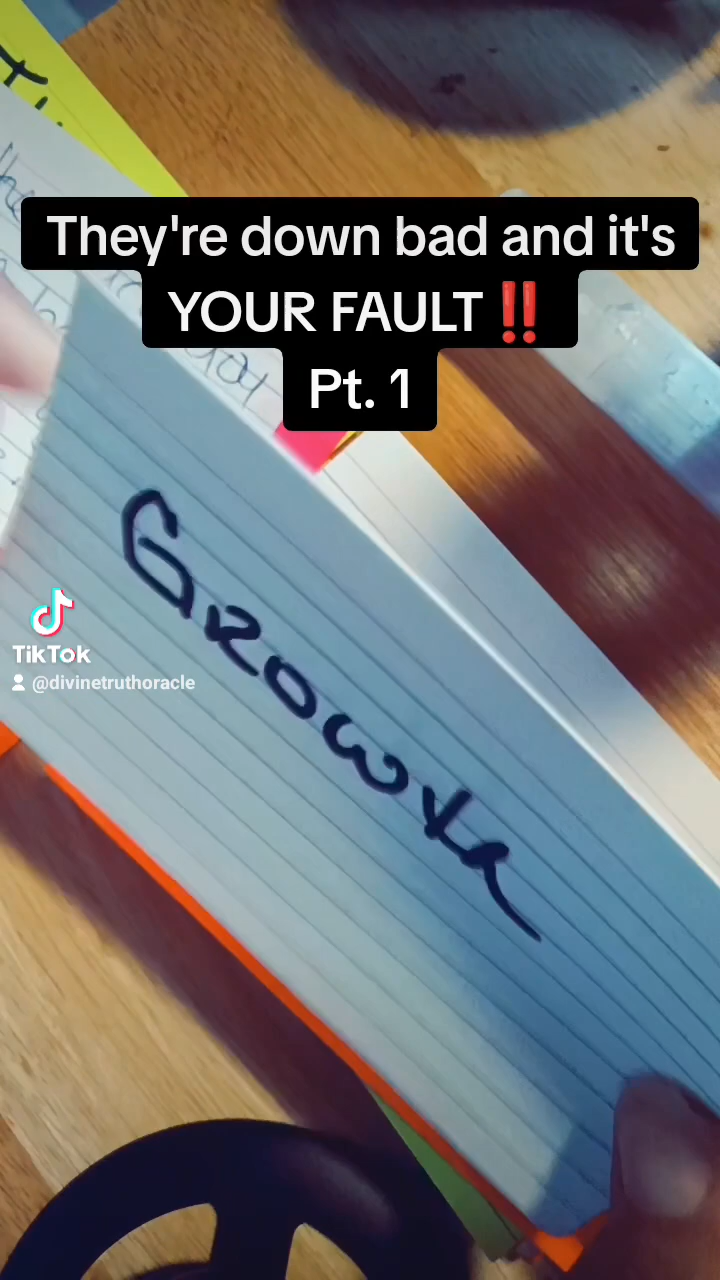 They're down bad and it's
YOUR FAULT‼️
Pt. 1
Growth
TikTok
@divinetruthoracle